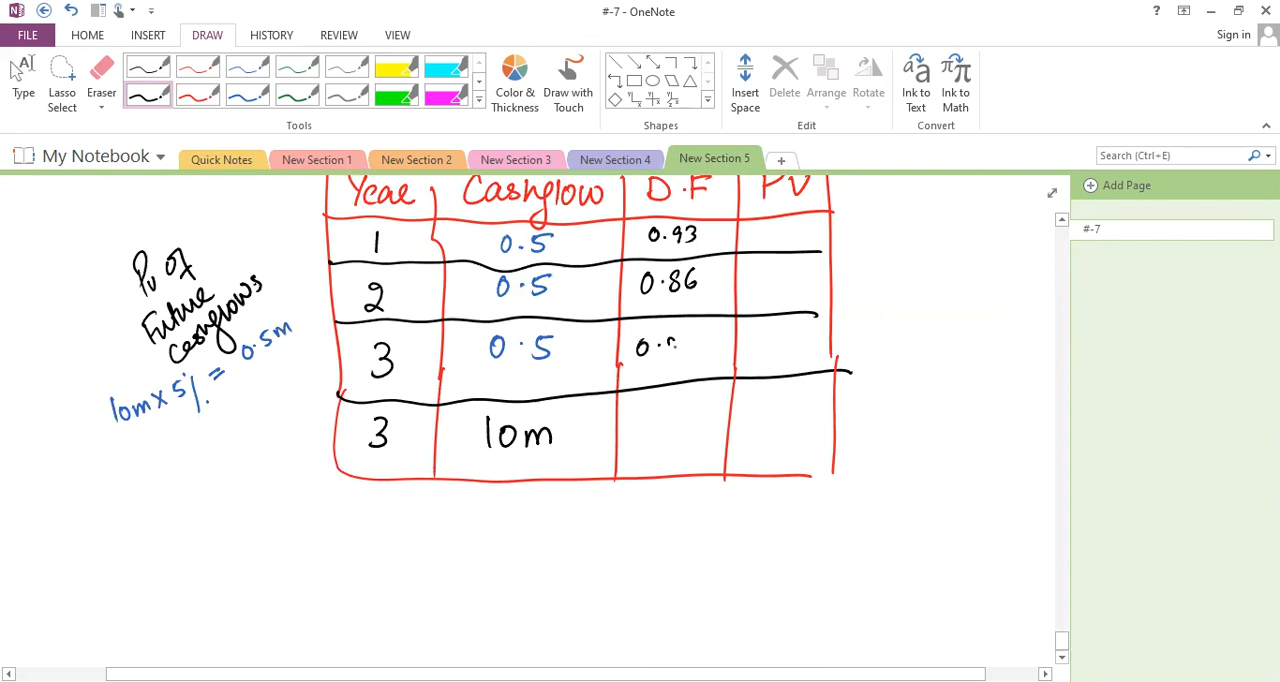 #-7 - OneNote
?
FILE HOME INSERT DRAW HISTORY REVIEW VIEW Sign in
Type Lasso Select Eraser Color & Thickness Draw with Touch Insert Space Delete Arrange Rotate Ink to Text Ink to Math
Tools Shapes Edit Convert
My Notebook Quick Notes New Section 1 New Section 2 New Section 3 New Section 4 New Section 5 Search (Ctrl+E)
Add Page
#-7
Year Cashflow D.F PV
1 0.5 0.93
2 0.5 0.86
3 0.5
3 10m
Pv of
Future
Cashflows
10m x 5% = 0.5m